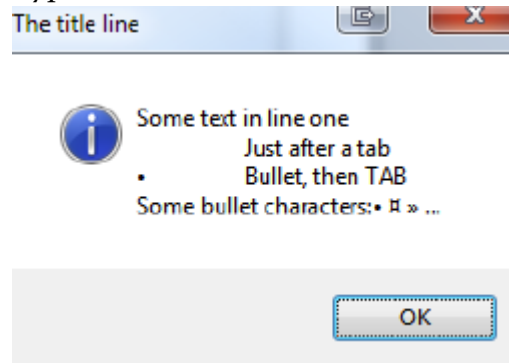 The title line
Some text in line one
Just after a tab
• Bullet, then TAB
Some bullet characters:• ¤ » ...
OK